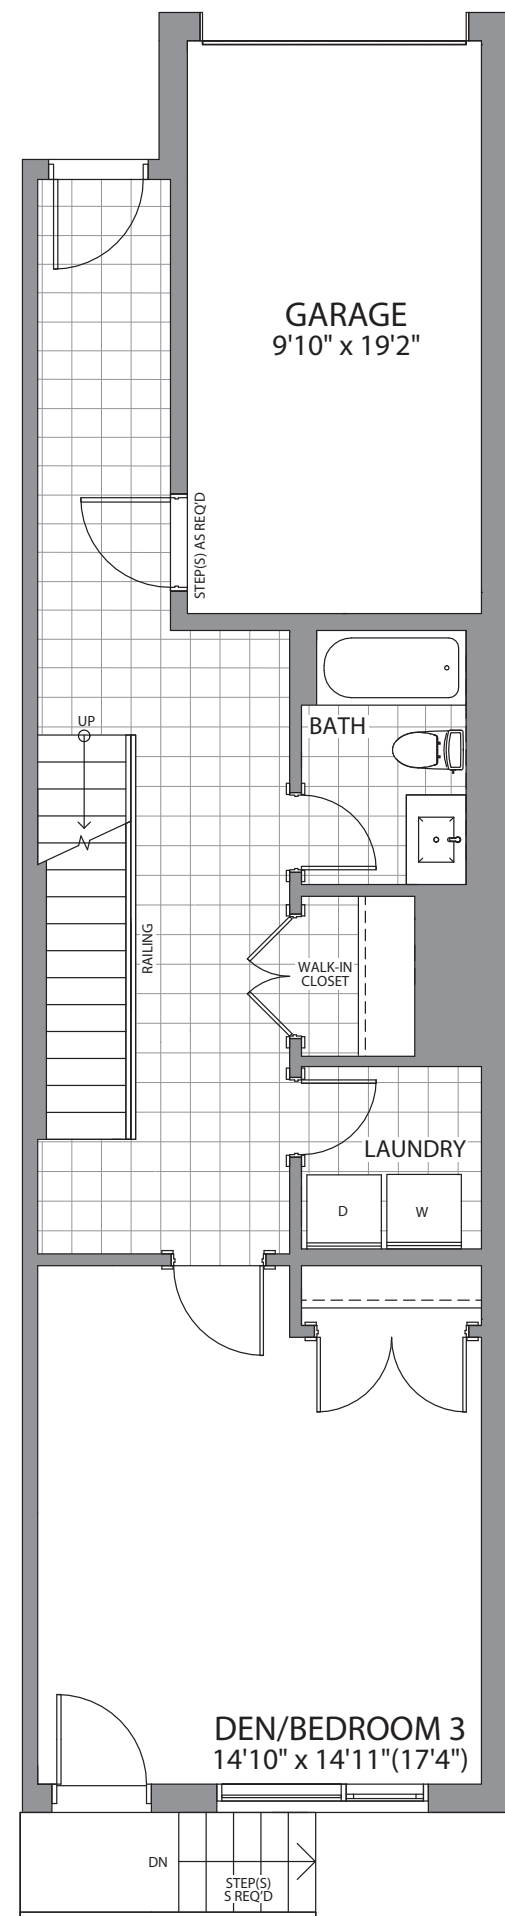 GARAGE
9'10" x 19'2"
STEP(S) AS REQ'D
UP
BATH
RAILING
WALK-IN
CLOSET
LAUNDRY
D
W
DEN/BEDROOM 3
14'10" x 14'11"(17'4")
DN
STEP(S)
S REQ'D